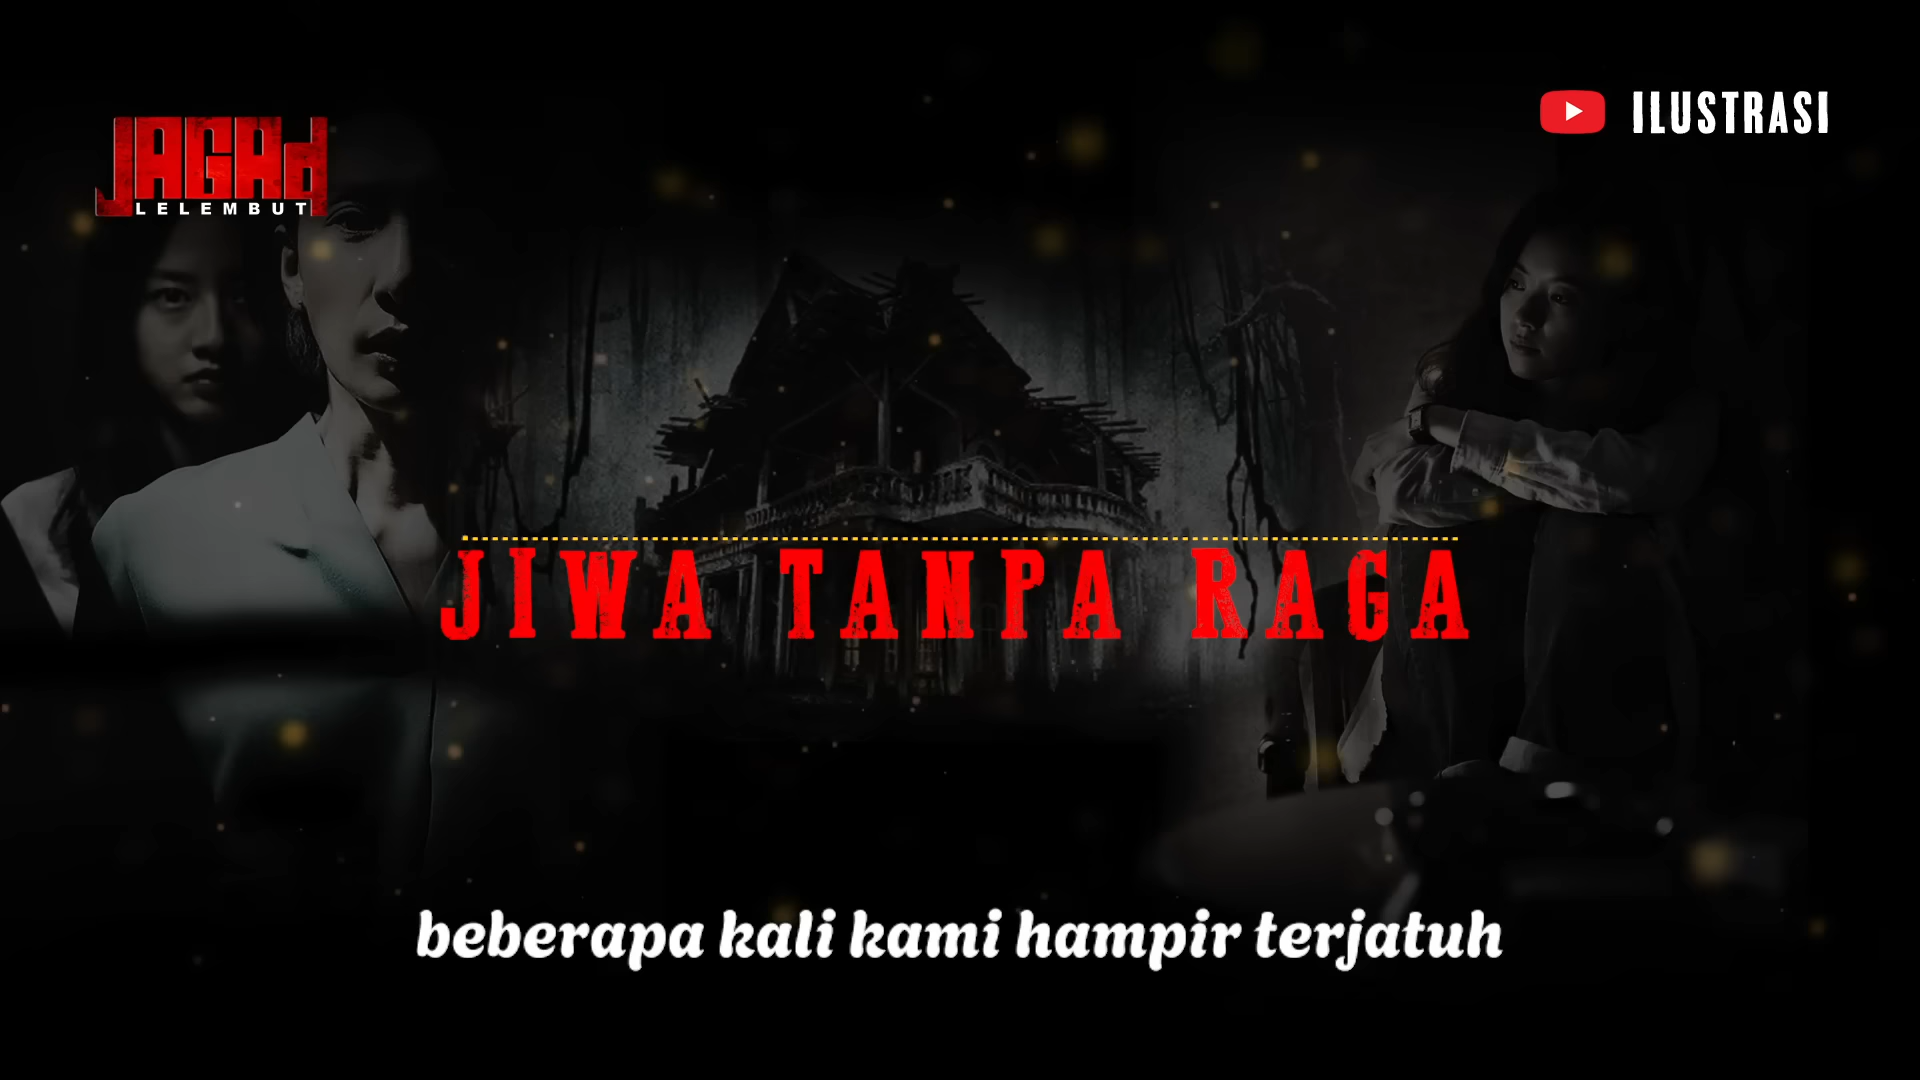 JAGAd
LELEMBUT
ILUSTRASI
JIWA TANPA RAGA
beberapa kali kami hampir terjatuh